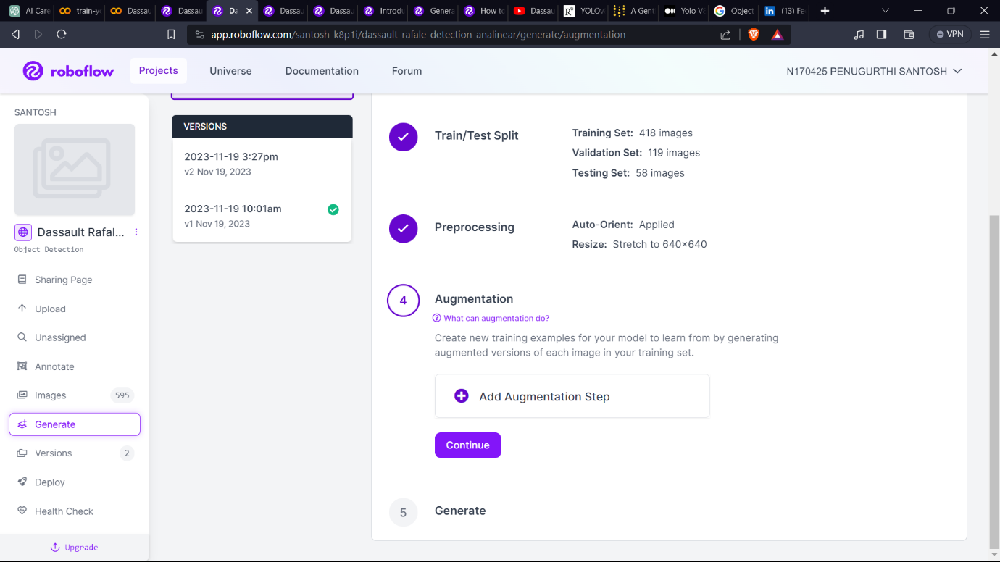 AI Care
train-y
Dassau
Dassau
Da
Dassau
Dassau
Introdu
Genera
How to
Dassau
YOLOv
A Gent
Yolo V
Object
(13) Fe
app.roboflow.com/santosh-k8p1i/dassault-rafale-detection-analinear/generate/augmentation
VPN
roboflow
Projects
Universe
Documentation
Forum
N170425 PENUGURTHI SANTOSH
SANTOSH
Dassault Rafal...
Object Detection
Sharing Page
Upload
Unassigned
Annotate
Images 595
Generate
Versions 2
Deploy
Health Check
Upgrade
VERSIONS
2023-11-19 3:27pm
v2 Nov 19, 2023
2023-11-19 10:01am
v1 Nov 19, 2023
Train/Test Split
Training Set: 418 images
Validation Set: 119 images
Testing Set: 58 images
Preprocessing
Auto-Orient: Applied
Resize: Stretch to 640×640
4
Augmentation
What can augmentation do?
Create new training examples for your model to learn from by generating
augmented versions of each image in your training set.
Add Augmentation Step
Continue
5
Generate